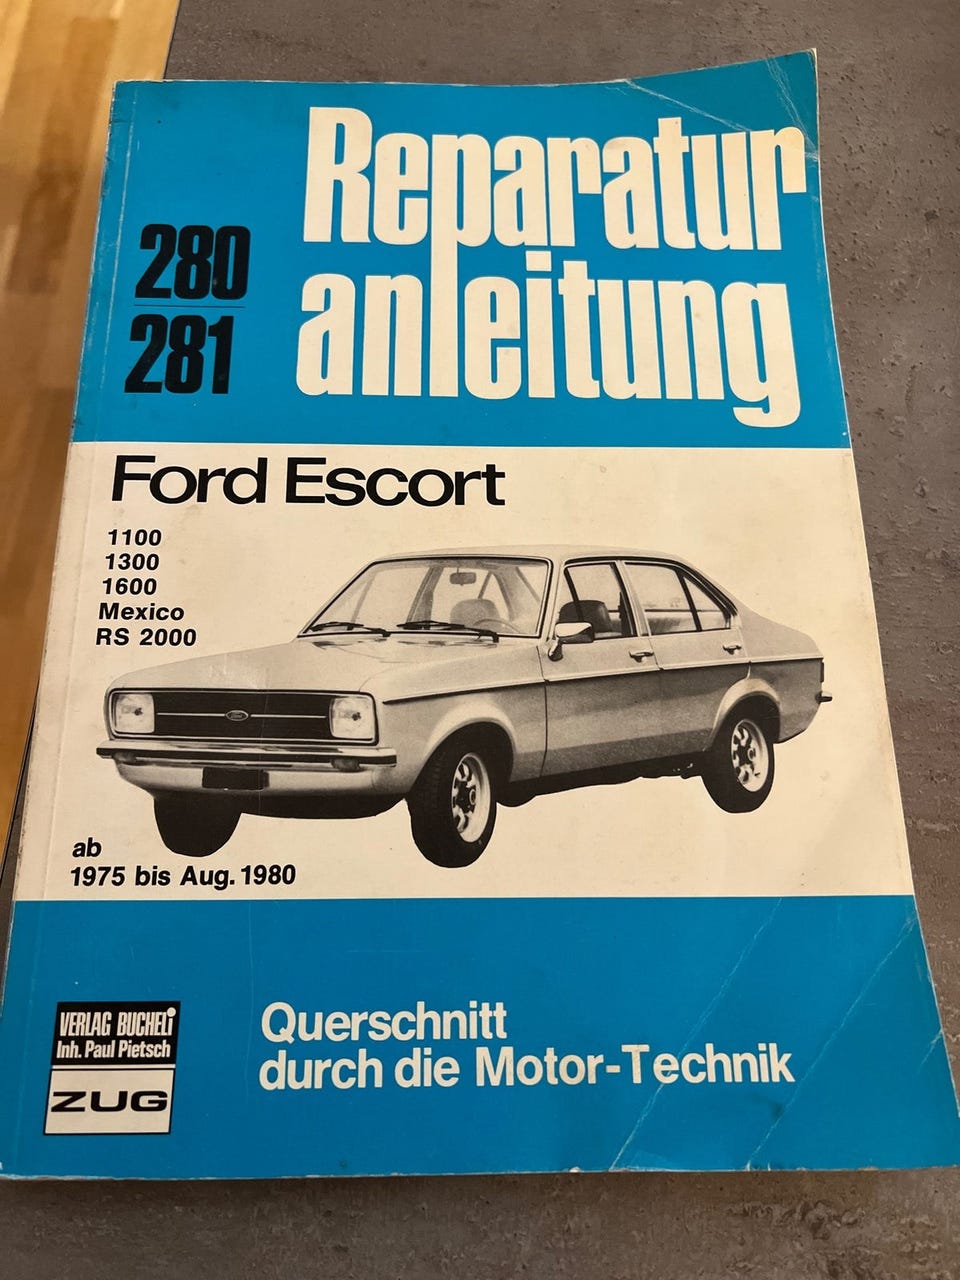 Reparatur
anleitung
280
281
Ford Escort
1100
1300
1600
Mexico
RS 2000
Ford
ab
1975 bis Aug. 1980
VERLAG BUCHELi
Inh. Paul Pietsch
ZUG
Querschnitt
durch die Motor-Technik